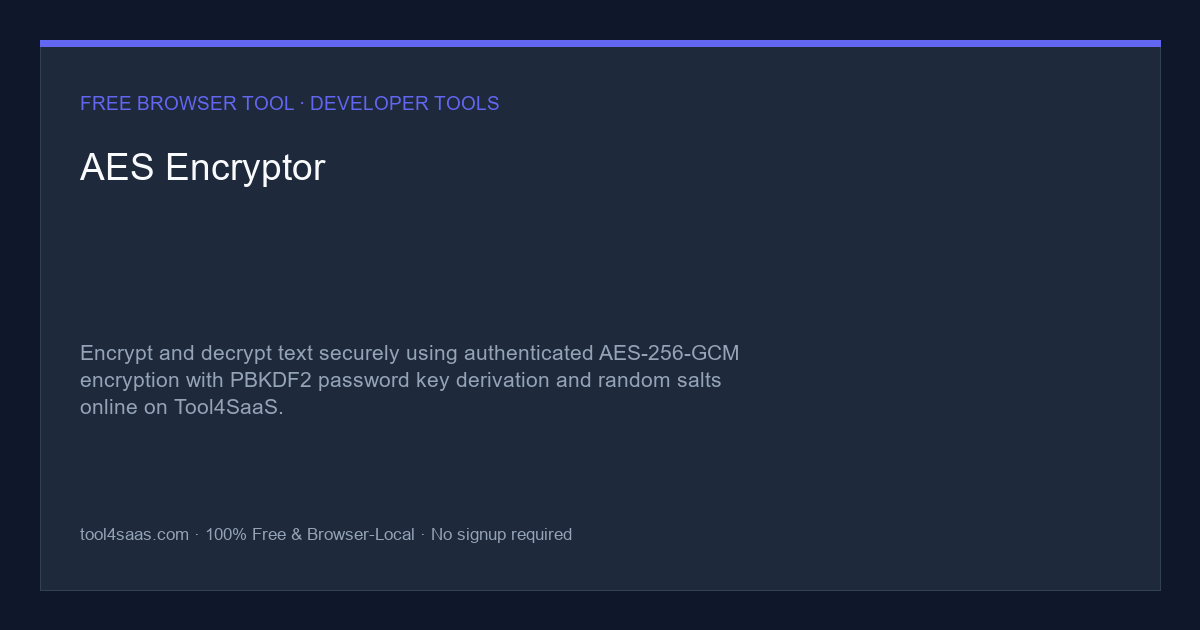 FREE BROWSER TOOL · DEVELOPER TOOLS
AES Encryptor
Encrypt and decrypt text securely using authenticated AES-256-GCM
encryption with PBKDF2 password key derivation and random salts
online on Tool4SaaS.
tool4saas.com · 100% Free & Browser-Local · No signup required